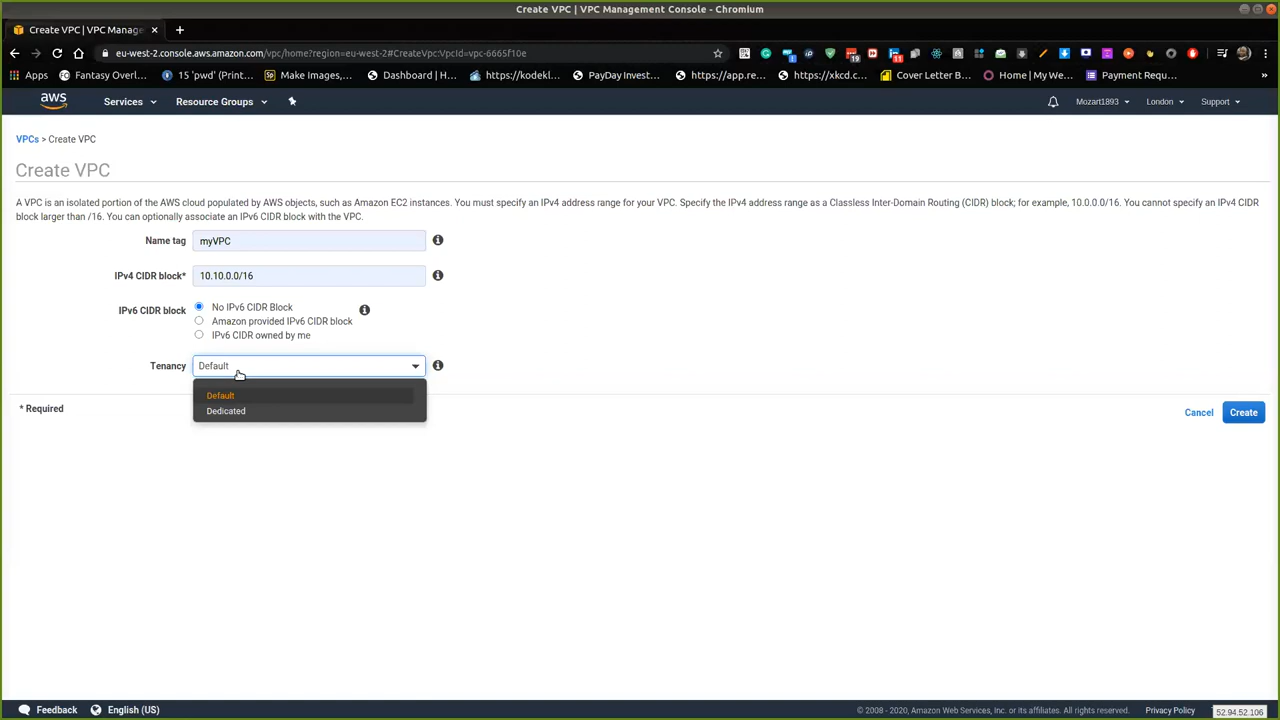 Create VPC | VPC Management Console - Chromium
Create VPC | VPC Manage
eu-west-2.console.aws.amazon.com/vpc/home?region=eu-west-2#CreateVpc:VpcId=vpc-6665f10e
19
11
Apps
Fantasy Overl...
15 'pwd' (Print...
Make Images,...
Dashboard | H...
https://kodekl...
PayDay Invest...
https://app.re...
https://xkcd.c...
Cover Letter B...
Home | My We...
Payment Requ...
»
aws
Services
Resource Groups
Mozart1893
London
Support
VPCs > Create VPC
Create VPC
A VPC is an isolated portion of the AWS cloud populated by AWS objects, such as Amazon EC2 instances. You must specify an IPv4 address range for your VPC. Specify the IPv4 address range as a Classless Inter-Domain Routing (CIDR) block; for example, 10.0.0.0/16. You cannot specify an IPv4 CIDR
block larger than /16. You can optionally associate an IPv6 CIDR block with the VPC.
Name tag myVPC
IPv4 CIDR block* 10.10.0.0/16
IPv6 CIDR block
No IPv6 CIDR Block
Amazon provided IPv6 CIDR block
IPv6 CIDR owned by me
Tenancy Default
Default
Dedicated
* Required
Cancel
Create
Feedback
English (US)
© 2008 - 2020, Amazon Web Services, Inc. or its affiliates. All rights reserved.
Privacy Policy
52.94.52.106